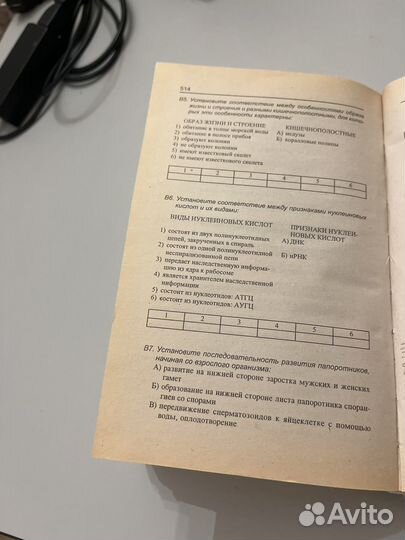 514
В5. Установите соответствие между особенностями образа
жизни и строения и разными кишечнополостными, для кото-
рых эти особенности характерны:
ОБРАЗ ЖИЗНИ И СТРОЕНИЕ КИШЕЧНОПОЛОСТНЫЕ
1) обитание в толще морской воды А) медузы
2) обитание в полосе прибоя Б) коралловые полипы
3) образуют колонии
4) не образуют колонии
5) имеют известковый скелет
6) не имеют известкового скелета
1 2 3 4 5 6
В6. Установите соответствие между признаками нуклеиновых
кислот и их видами:
ВИДЫ НУКЛЕИНОВЫХ КИСЛОТ ПРИЗНАКИ НУКЛЕИ-
НОВЫХ КИСЛОТ
1) состоят из двух полинуклеотидных А) ДНК
цепей, закрученных в спираль
2) состоят из одной полинуклеотидной Б) иРНК
неспирализованной цепи
3) передает наследственную информа-
цию из ядра к рибосоме
4) является хранителем наследственной
информации
5) состоит из нуклеотидов: АТГЦ
6) состоит из нуклеотидов: АУГЦ
1 2 3 4 5 6
В7. Установите последовательность развития папоротников,
начиная со взрослого организма:
А) развитие на нижней стороне заростка мужских и женских
гамет
Б) образование на нижней стороне листа папоротника споран-
гиев со спорами
В) передвижение сперматозоидов к яйцеклетке с помощью
воды, оплодотворение
Avito